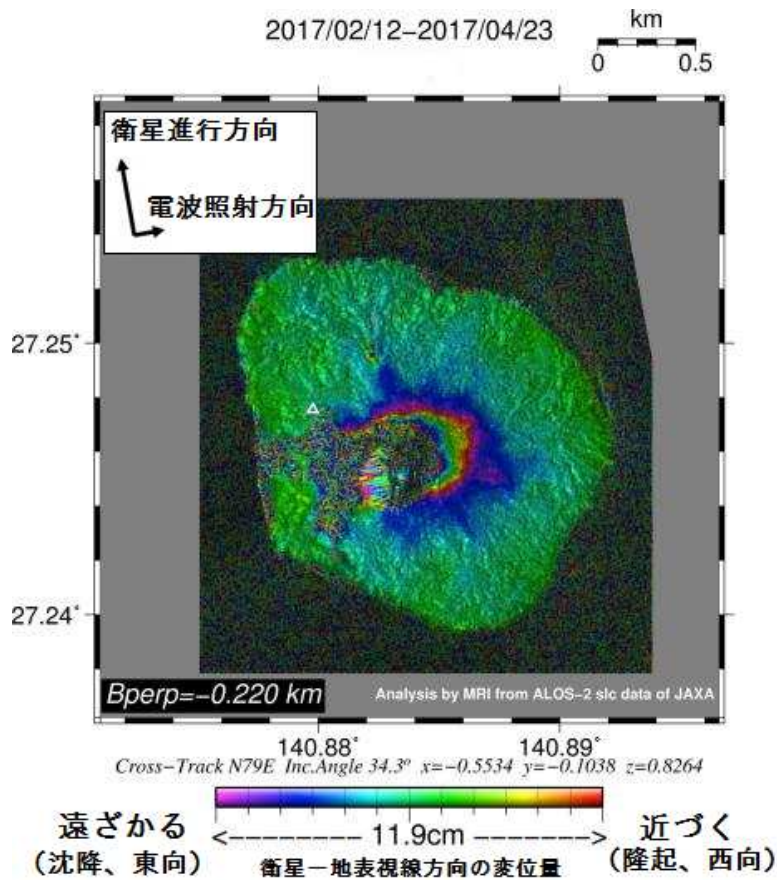 2017/02/12−2017/04/23
km
0 0.5
衛星進行方向
電波照射方向
27.25°
27.24°
Bperp=−0.220 km
Analysis by MRI from ALOS−2 slc data of JAXA
140.88° 140.89°
Cross−Track N79E Inc.Angle 34.3° x=−0.5534 y=−0.1038 z=0.8264
遠ざかる
(沈降、東向)
<−−−−−−− 11.9cm −−−−−−−>
衛星－地表視線方向の変位量
近づく
(隆起、西向)